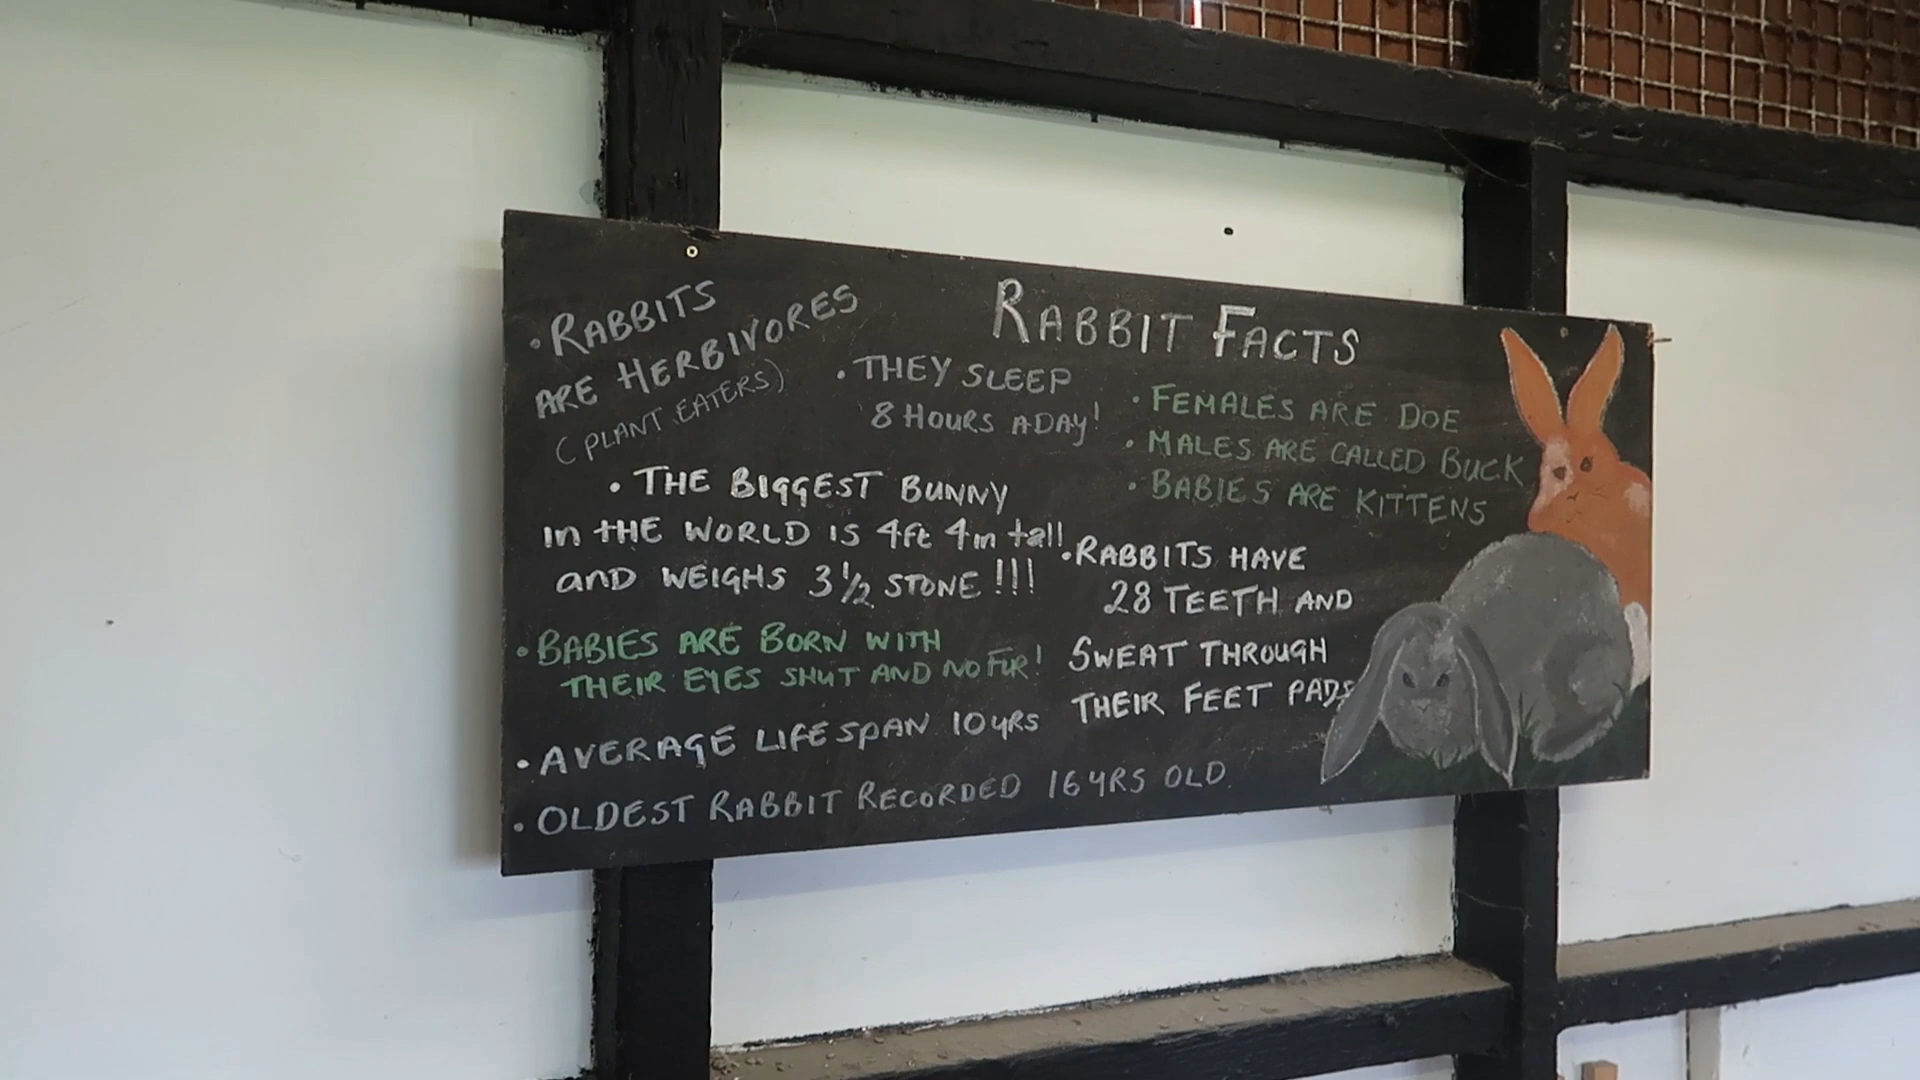 RABBIT FACTS
• RABBITS
ARE HERBIVORES
(PLANT EATERS)
• THEY SLEEP
8 HOURS A DAY!
• FEMALES ARE DOE
• MALES ARE CALLED BUCK
• BABIES ARE KITTENS
• THE BIGGEST BUNNY
In tHE WORLD IS 4ft 4in tall
anD WEIGHS 3½ STONE!!!
• RABBITS HAVE
28 TEETH AND
SWEAT THROUGH
THEIR FEET PADS
• BABIES ARE BORN WITH
THEIR EYES SHUT AND NO FUR!
• AVERAGE LIFESPAN 10YRS
• OLDEST RABBIT RECORDED 16YRS OLD.